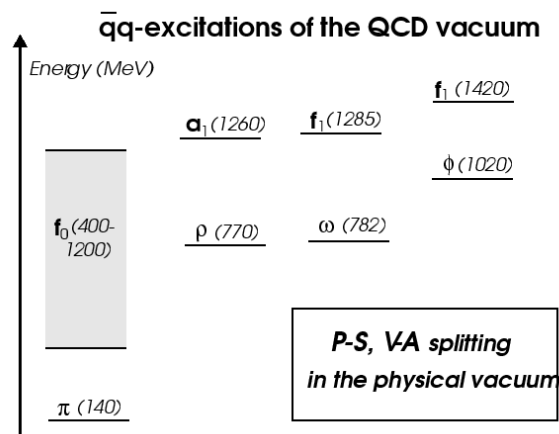 q̄q-excitations of the QCD vacuum
Energy (MeV)
f₁ (1420)
a₁ (1260)
f₁ (1285)
ϕ (1020)
f₀ (400-
1200)
ρ (770)
ω (782)
P-S, V-A splitting
in the physical vacuum
π (140)